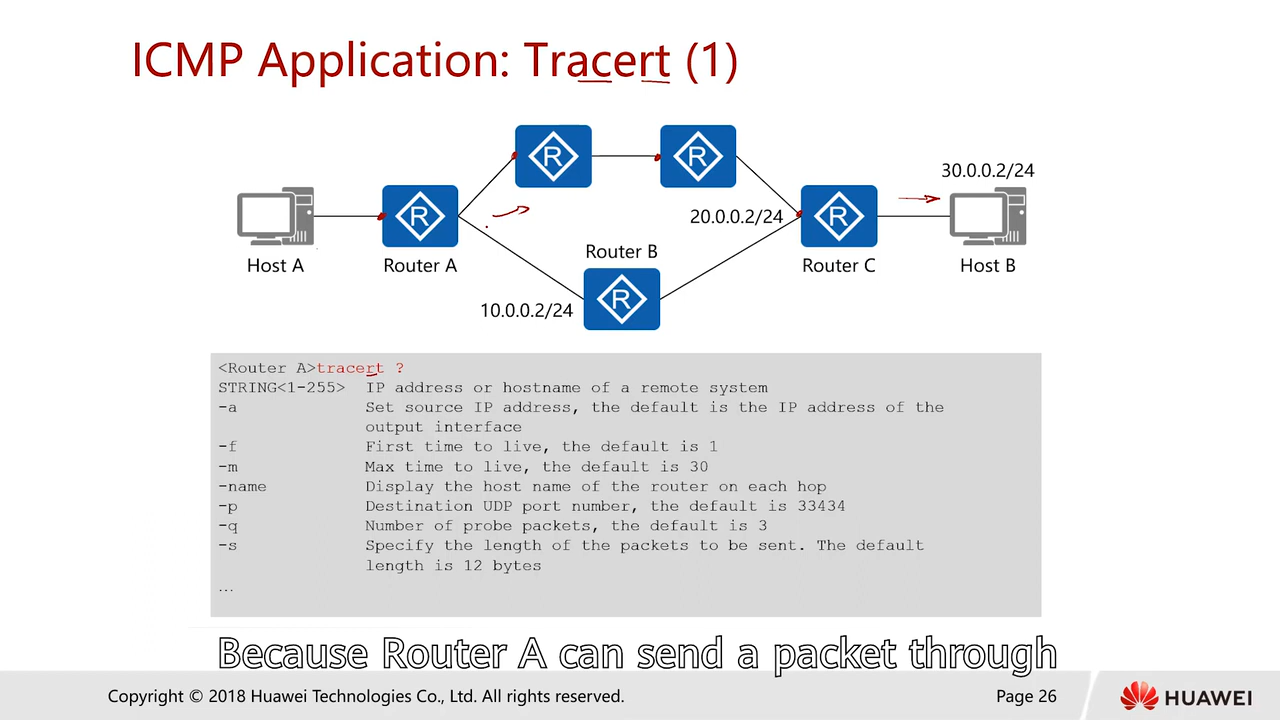 ICMP Application: Tracert (1)
30.0.0.2/24
20.0.0.2/24
Host A
Router A
Router B
Router C
Host B
10.0.0.2/24
<Router A>tracert ?
STRING<1-255> IP address or hostname of a remote system
-a Set source IP address, the default is the IP address of the
output interface
-f First time to live, the default is 1
-m Max time to live, the default is 30
-name Display the host name of the router on each hop
-p Destination UDP port number, the default is 33434
-q Number of probe packets, the default is 3
-s Specify the length of the packets to be sent. The default
length is 12 bytes
...
Because Router A can send a packet through
Copyright © 2018 Huawei Technologies Co., Ltd. All rights reserved.
Page 26
HUAWEI
R
R
R
R
R